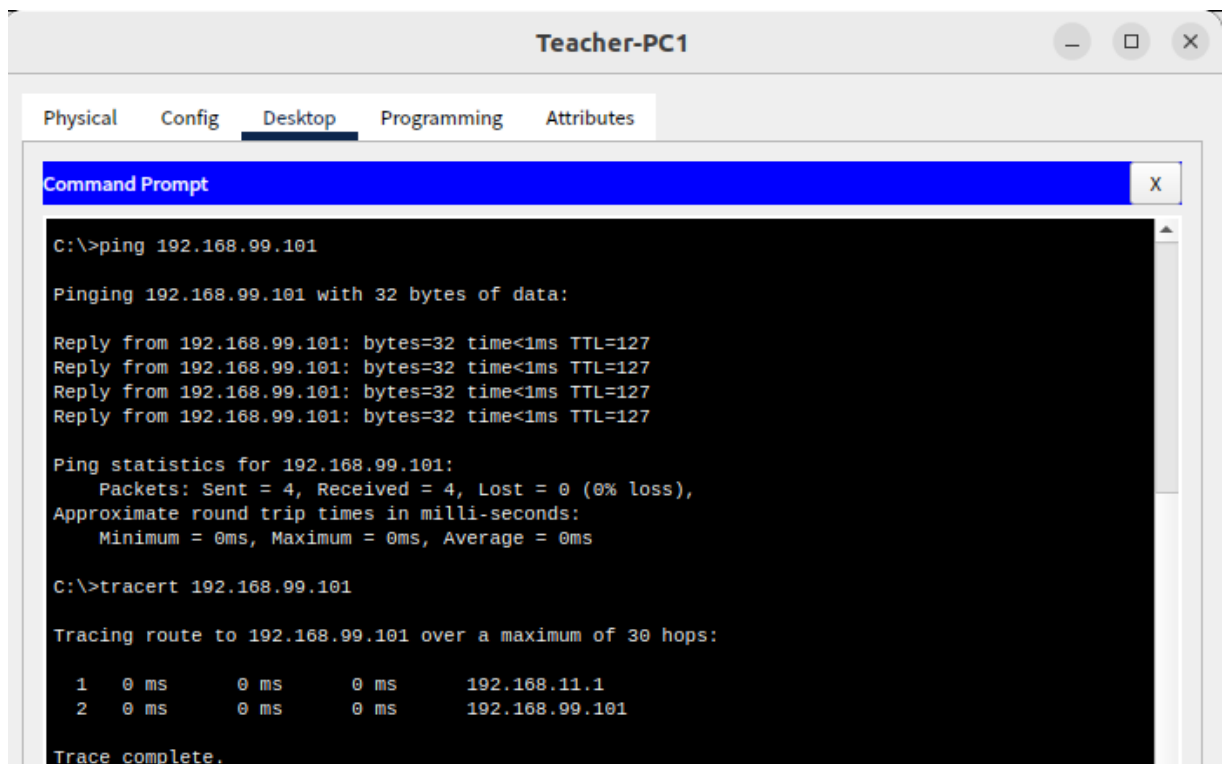 Teacher-PC1
Physical Config Desktop Programming Attributes
Command Prompt X
C:\>ping 192.168.99.101
Pinging 192.168.99.101 with 32 bytes of data:
Reply from 192.168.99.101: bytes=32 time<1ms TTL=127
Reply from 192.168.99.101: bytes=32 time<1ms TTL=127
Reply from 192.168.99.101: bytes=32 time<1ms TTL=127
Reply from 192.168.99.101: bytes=32 time<1ms TTL=127
Ping statistics for 192.168.99.101:
Packets: Sent = 4, Received = 4, Lost = 0 (0% loss),
Approximate round trip times in milli-seconds:
Minimum = 0ms, Maximum = 0ms, Average = 0ms
C:\>tracert 192.168.99.101
Tracing route to 192.168.99.101 over a maximum of 30 hops:
1 0 ms 0 ms 0 ms 192.168.11.1
2 0 ms 0 ms 0 ms 192.168.99.101
Trace complete.